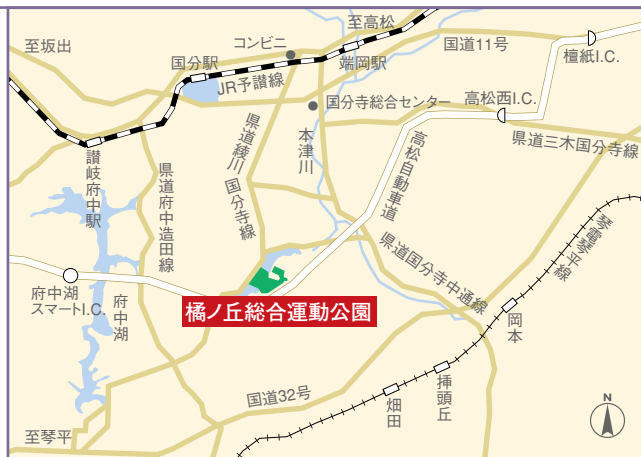 至高松
コンビニ
国道11号
至坂出
檀紙I.C.
国分駅
端岡駅
JR予讃線
国分寺総合センター
高松西I.C.
県道三木国分寺線
県道綾川国分寺線
本津川
高松自動車道
讃岐府中駅
県道府中造田線
琴電琴平線
県道国分寺中通線
府中湖
スマートI.C.
府中湖
橘ノ丘総合運動公園
岡本
挿頭丘
畑田
国道32号
至琴平
N